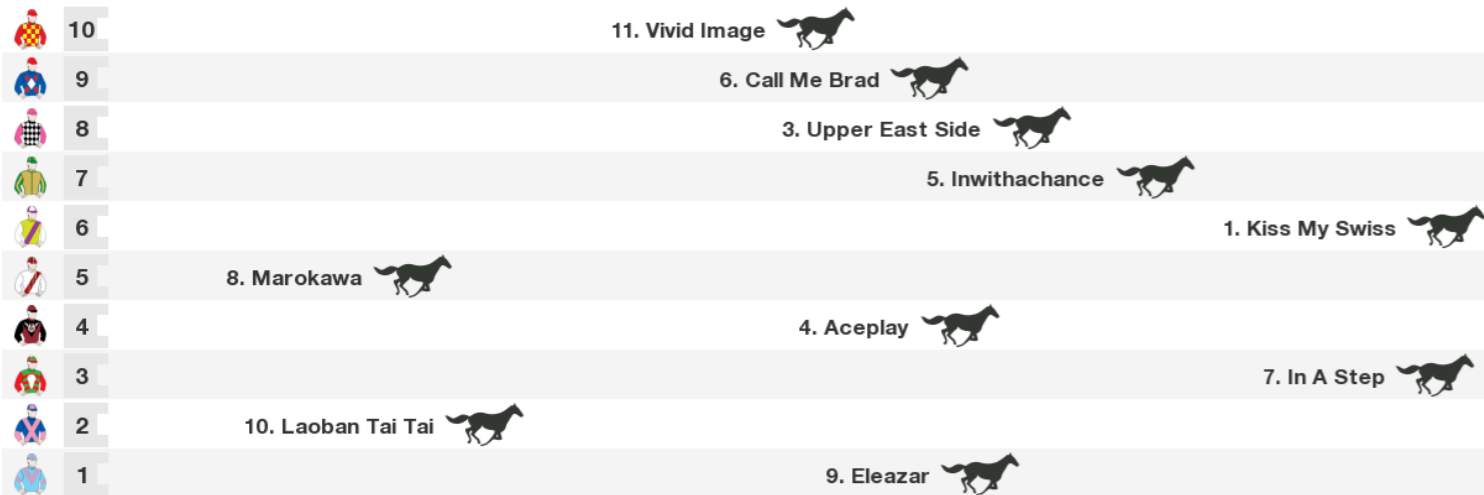 10 11. Vivid Image
9 6. Call Me Brad
8 3. Upper East Side
7 5. Inwithachance
6 1. Kiss My Swiss
5 8. Marokawa
4 4. Aceplay
3 7. In A Step
2 10. Laoban Tai Tai
1 9. Eleazar